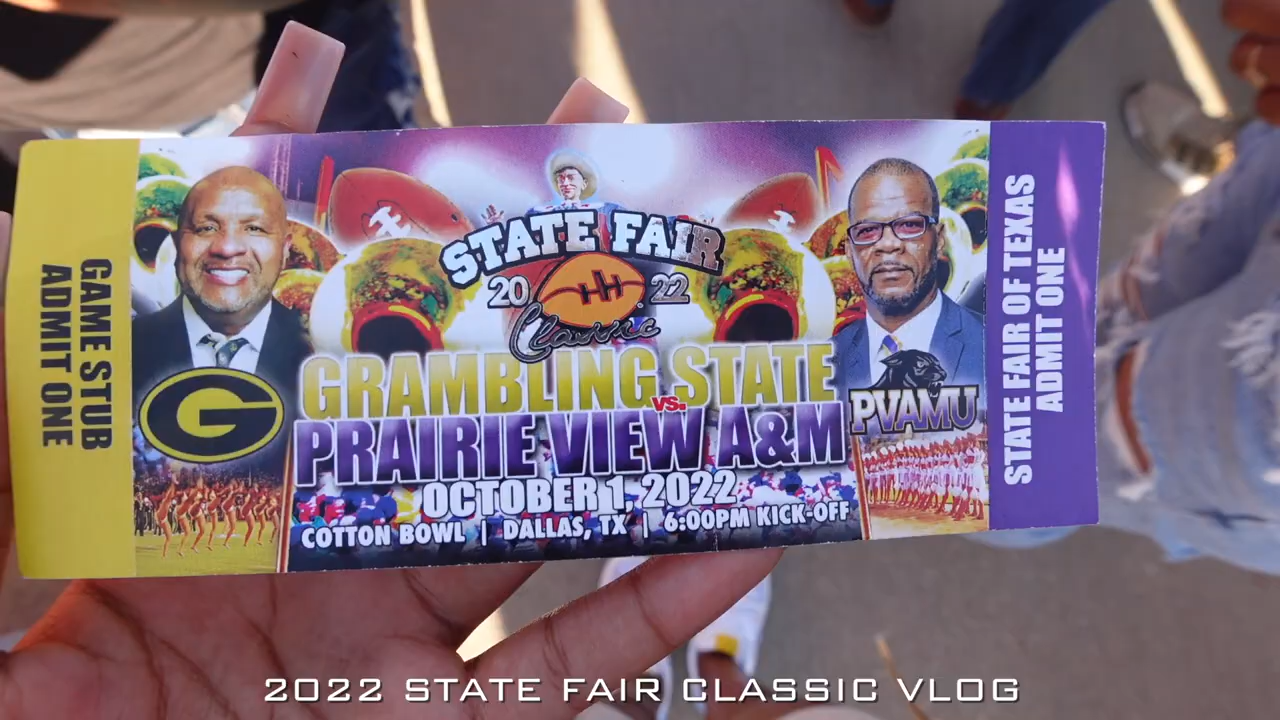 GAME STUB
ADMIT ONE
STATE FAIR
20 22
Classic
GRAMBLING STATE
vs.
PRAIRIE VIEW A&M
OCTOBER 1, 2022
COTTON BOWL | DALLAS, TX | 6:00PM KICK-OFF
G
PVAMU
STATE FAIR OF TEXAS
ADMIT ONE
2022 STATE FAIR CLASSIC VLOG